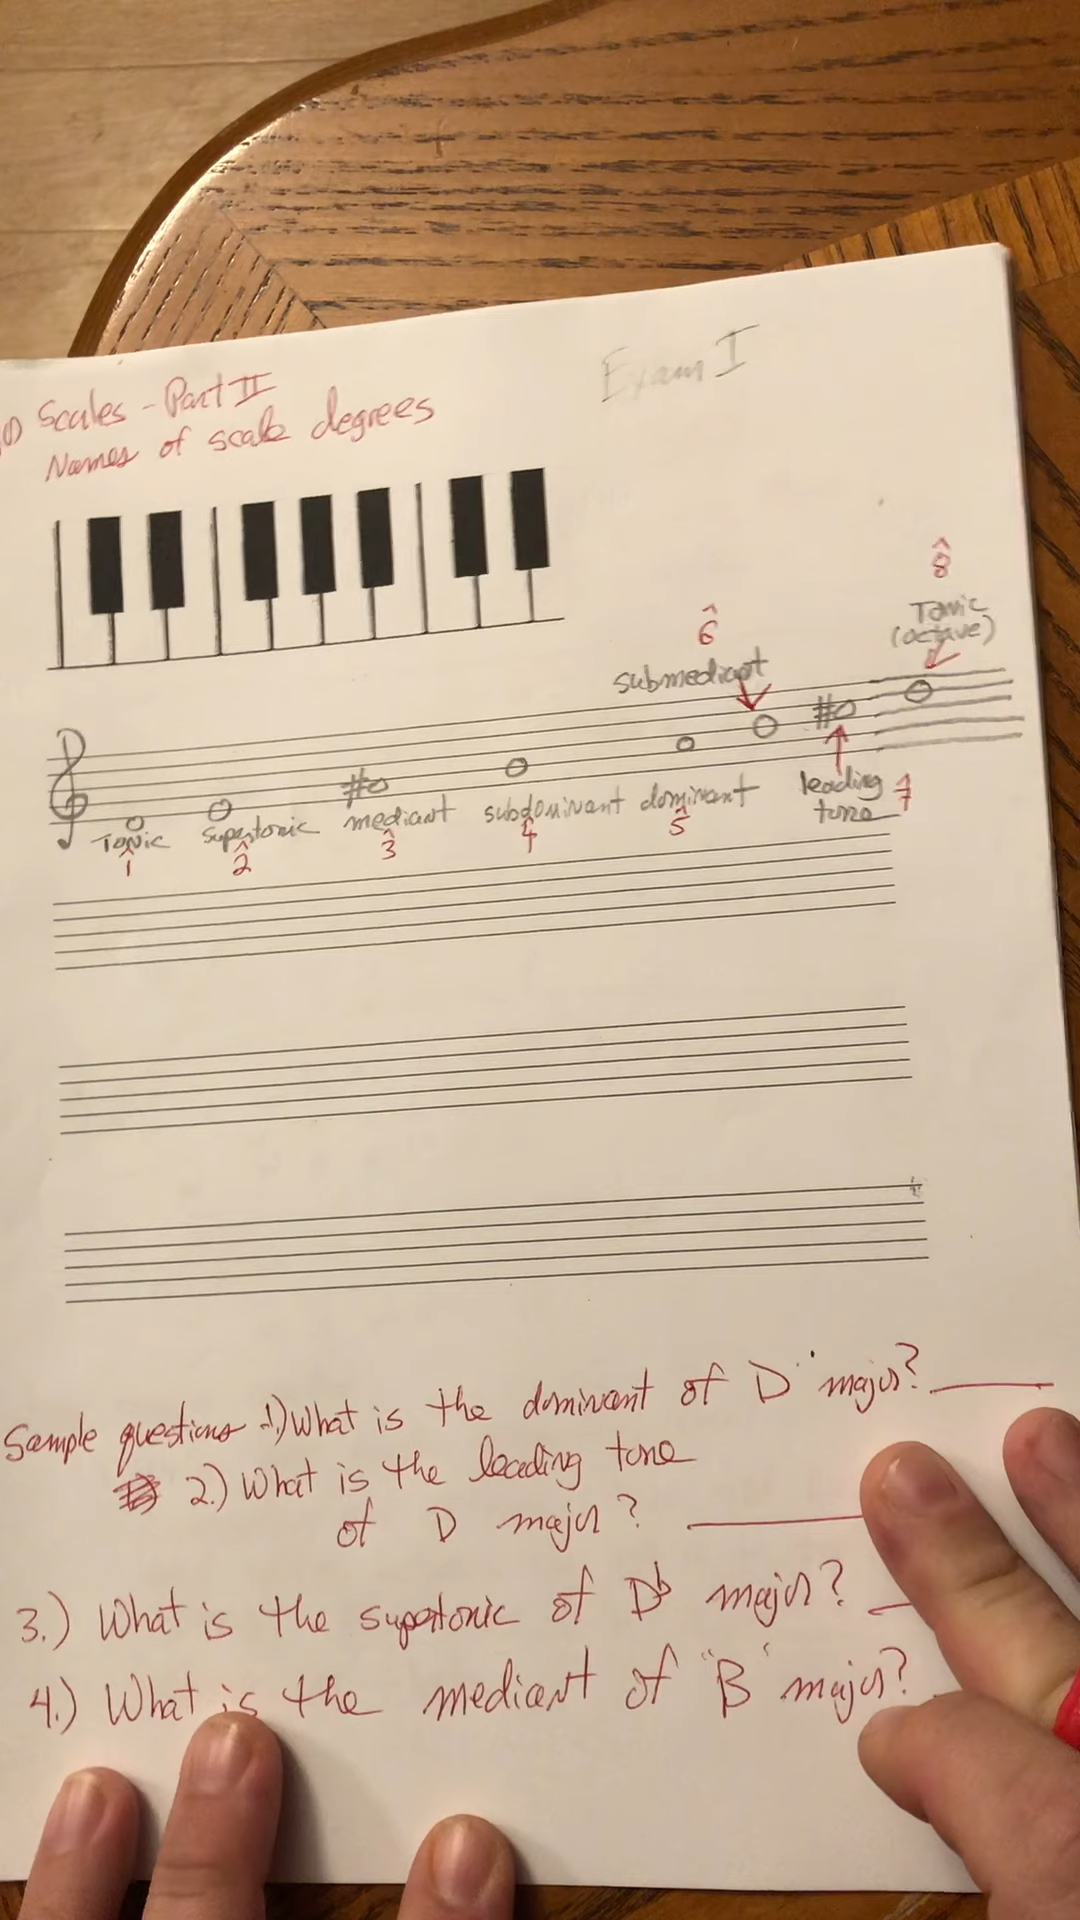 Exam I
Scales - Part II
Names of scale degrees
^
8
Tonic
(octave)
^
6
submediant
#
#
Tonic supertonic mediant subdominant dominant leading tone
^1 ^2 ^3 ^4 ^5 ^7
Sample questions - 1.) What is the dominant of "D" major?
2.) What is the leading tone
of D major?
3.) What is the supertonic of D♭ major?
4.) What is the mediant of "B" major?